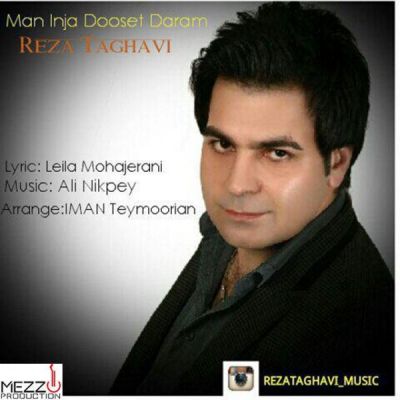 Man Inja Dooset Daram
REZA TAGHAVI
Lyric: Leila Mohajerani
Music: Ali Nikpey
Arrange:IMAN Teymoorian
MEZZO
PRODUCTION
REZATAGHAVI_MUSIC